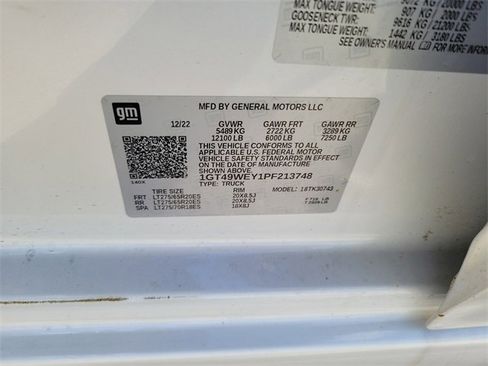 MAX TONGUE WEIGHT:
907 KG / 2000 LBS
GOOSENECK TWR:
9616 KG / 21200 LBS
MAX TONGUE WEIGHT:
1442 KG / 3180 LBS
SEE OWNER'S MANUAL FOR MORE INFORMATION
gm
MFD BY GENERAL MOTORS LLC
12/22 GVWR GAWR FRT GAWR RR
5489 KG 2722 KG 3289 KG
12100 LB 6000 LB 7250 LB
THIS VEHICLE CONFORMS TO ALL
APPLICABLE U.S. FEDERAL MOTOR
VEHICLE SAFETY STANDARDS IN EFFECT
ON THE DATE OF MANUFACTURE SHOWN ABOVE.
1GT49WEY1PF213748
TYPE: TRUCK MODEL: 18TK30743
TIRE SIZE RIM
FRT LT275/65R20ES 20X8.5J
RR LT275/65R20ES 20X8.5J
SPA LT275/70R18ES 18X8J